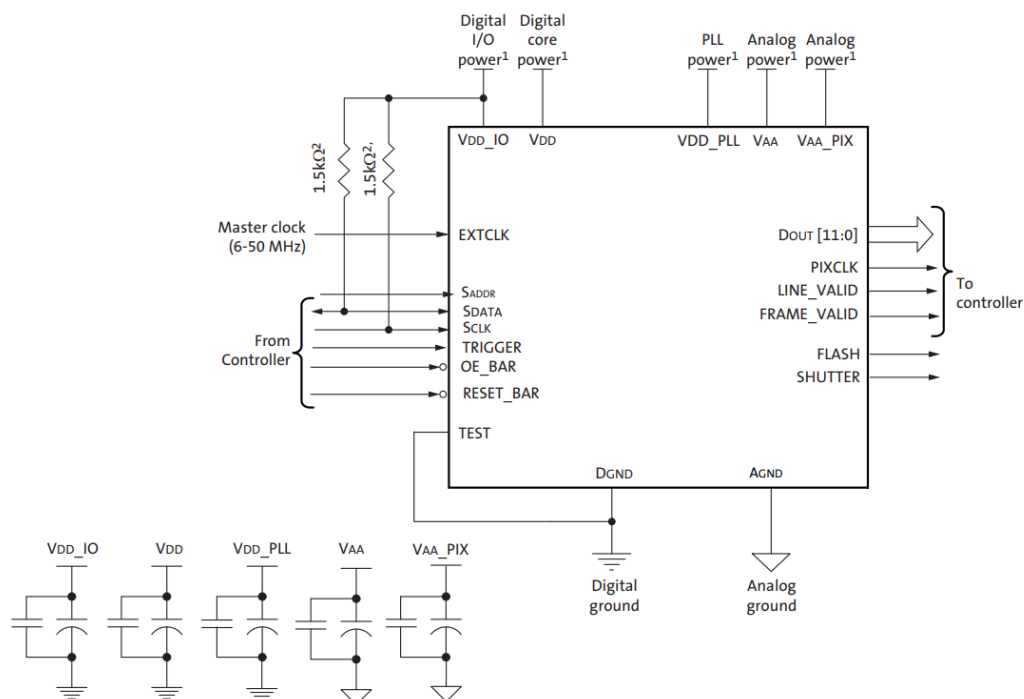 Digital
I/O
power¹
Digital
core
power¹
PLL
power¹
Analog
power¹
Analog
power¹
VDD_IO
VDD
VDD_PLL
VAA
VAA_PIX
1.5kΩ²
1.5kΩ²,
Master clock
(6-50 MHz)
EXTCLK
SADDR
SDATA
SCLK
TRIGGER
OE_BAR
RESET_BAR
TEST
From
Controller
DOUT [11:0]
PIXCLK
LINE_VALID
FRAME_VALID
FLASH
SHUTTER
To
controller
DGND
AGND
Digital
ground
Analog
ground
VDD_IO
VDD
VDD_PLL
VAA
VAA_PIX